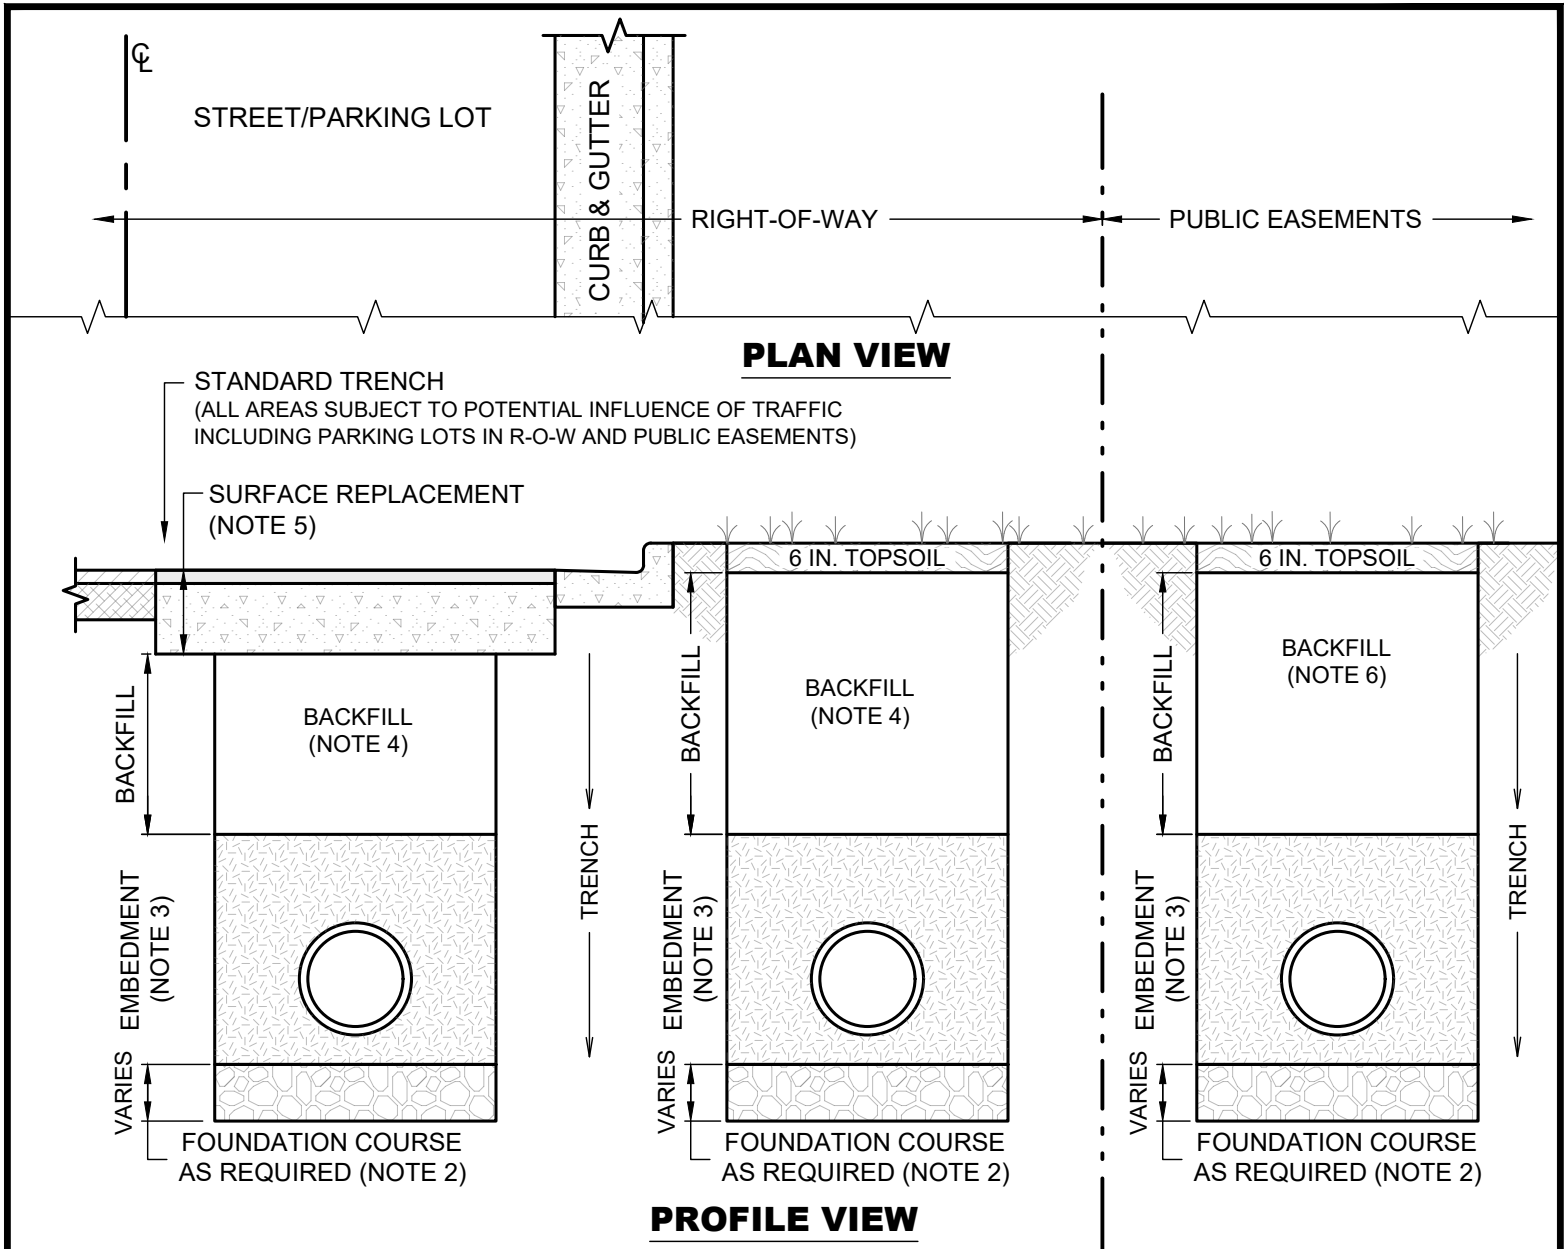 ℄
STREET/PARKING LOT
CURB & GUTTER
RIGHT-OF-WAY
PUBLIC EASEMENTS
PLAN VIEW
STANDARD TRENCH
(ALL AREAS SUBJECT TO POTENTIAL INFLUENCE OF TRAFFIC
INCLUDING PARKING LOTS IN R-O-W AND PUBLIC EASEMENTS)
SURFACE REPLACEMENT
(NOTE 5)
6 IN. TOPSOIL
6 IN. TOPSOIL
BACKFILL
BACKFILL
(NOTE 4)
BACKFILL
BACKFILL
(NOTE 4)
BACKFILL
BACKFILL
(NOTE 6)
EMBEDMENT
(NOTE 3)
TRENCH
EMBEDMENT
(NOTE 3)
EMBEDMENT
(NOTE 3)
TRENCH
VARIES
VARIES
VARIES
FOUNDATION COURSE
AS REQUIRED (NOTE 2)
FOUNDATION COURSE
AS REQUIRED (NOTE 2)
FOUNDATION COURSE
AS REQUIRED (NOTE 2)
PROFILE VIEW